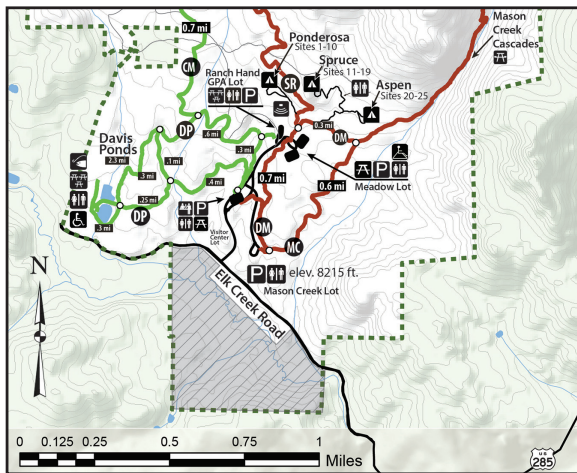 0.7 mi
Ponderosa
Sites 1-10
Mason
Creek
Cascades
CM
Ranch Hand
GPA Lot
SR
Spruce
Sites 11-19
Aspen
Sites 20-25
P
Davis
Ponds
DP
.6 mi
0.3 mi
DM
2.3 mi
.1 mi
.3 mi
.3 mi
.4 mi
0.7 mi
0.6 mi
P
Meadow Lot
.25 mi
DP
.3 mi
P
Visitor
Center
Lot
DM
MC
P
elev. 8215 ft.
Mason Creek Lot
N
Elk Creek Road
0 0.125 0.25 0.5 0.75 1
Miles
US
285